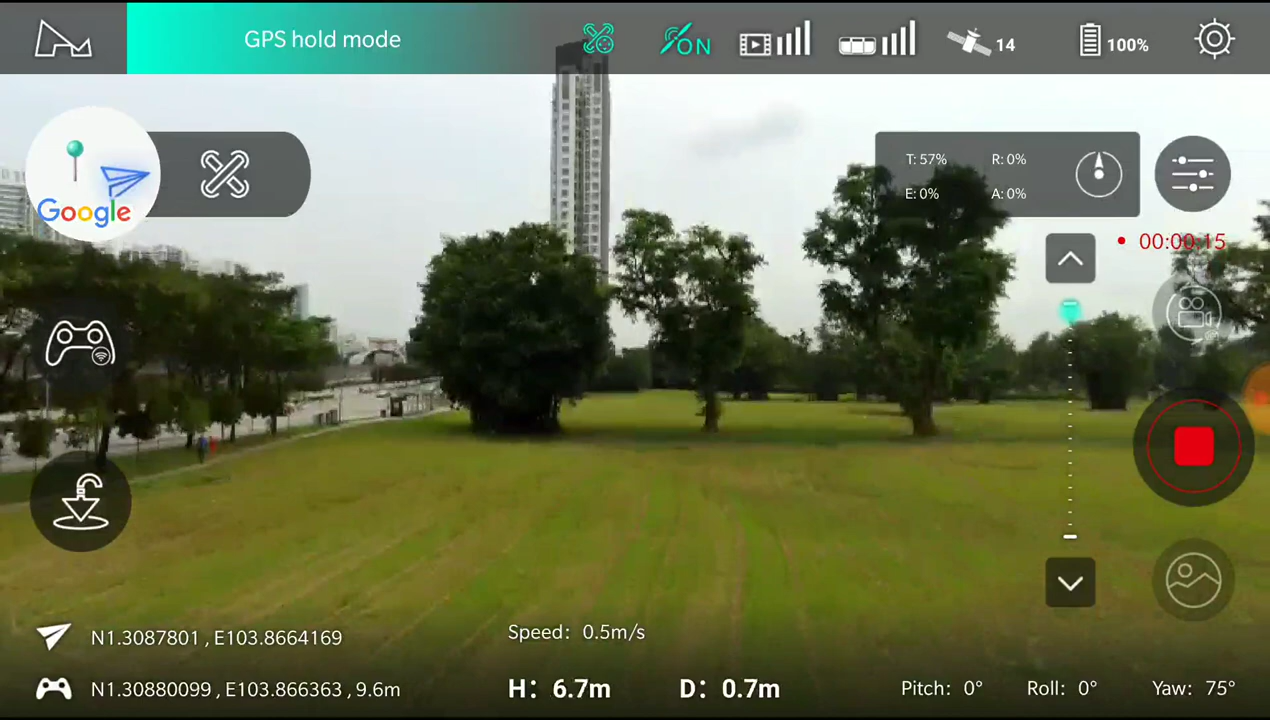 GPS hold mode
ON
14
100%
Google
T: 57%
R: 0%
E: 0%
A: 0%
00:00:15
N1.3087801 , E103.8664169
Speed: 0.5m/s
N1.30880099 , E103.866363 , 9.6m
H: 6.7m
D: 0.7m
Pitch: 0°
Roll: 0°
Yaw: 75°